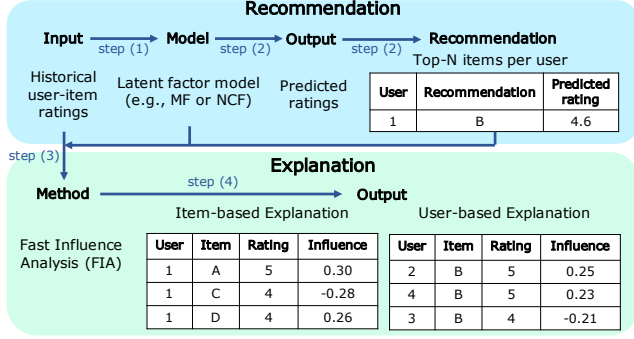 Recommendation
Input
step (1)
Model
step (2)
Output
step (2)
Recommendation
Historical
user-item
ratings
Latent factor model
(e.g., MF or NCF)
Predicted
ratings
Top-N items per user
User Recommendation Predicted
rating
1 B 4.6
step (3)
Explanation
Method
step (4)
Output
Fast Influence
Analysis (FIA)
Item-based Explanation
User Item Rating Influence
1 A 5 0.30
1 C 4 -0.28
1 D 4 0.26
User-based Explanation
User Item Rating Influence
2 B 5 0.25
4 B 5 0.23
3 B 4 -0.21